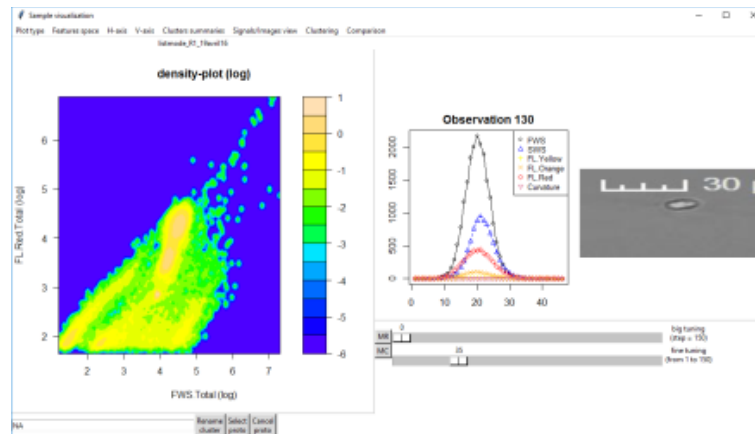 Sample visualization
Plot type Features space H-axis V-axis Clusters summaries Signals/Images view Clustering Comparison
density-plot (log)
FL.Red.Total (log)
6
5
4
3
2
2 3 4 5 6 7
FWS.Total (log)
1
0
-1
-2
-3
-4
-5
-6
Observation 130
FWS
SWS
FL.Yellow
FL.Orange
FL.Red
Curvature
2000
1500
1000
500
0
0 10 20 30 40
30
MR
0
big tuning
(step = 150)
MC
35
fine tuning
(from 1 to 150)
NA
Rename cluster
Select proto
Cancel proto